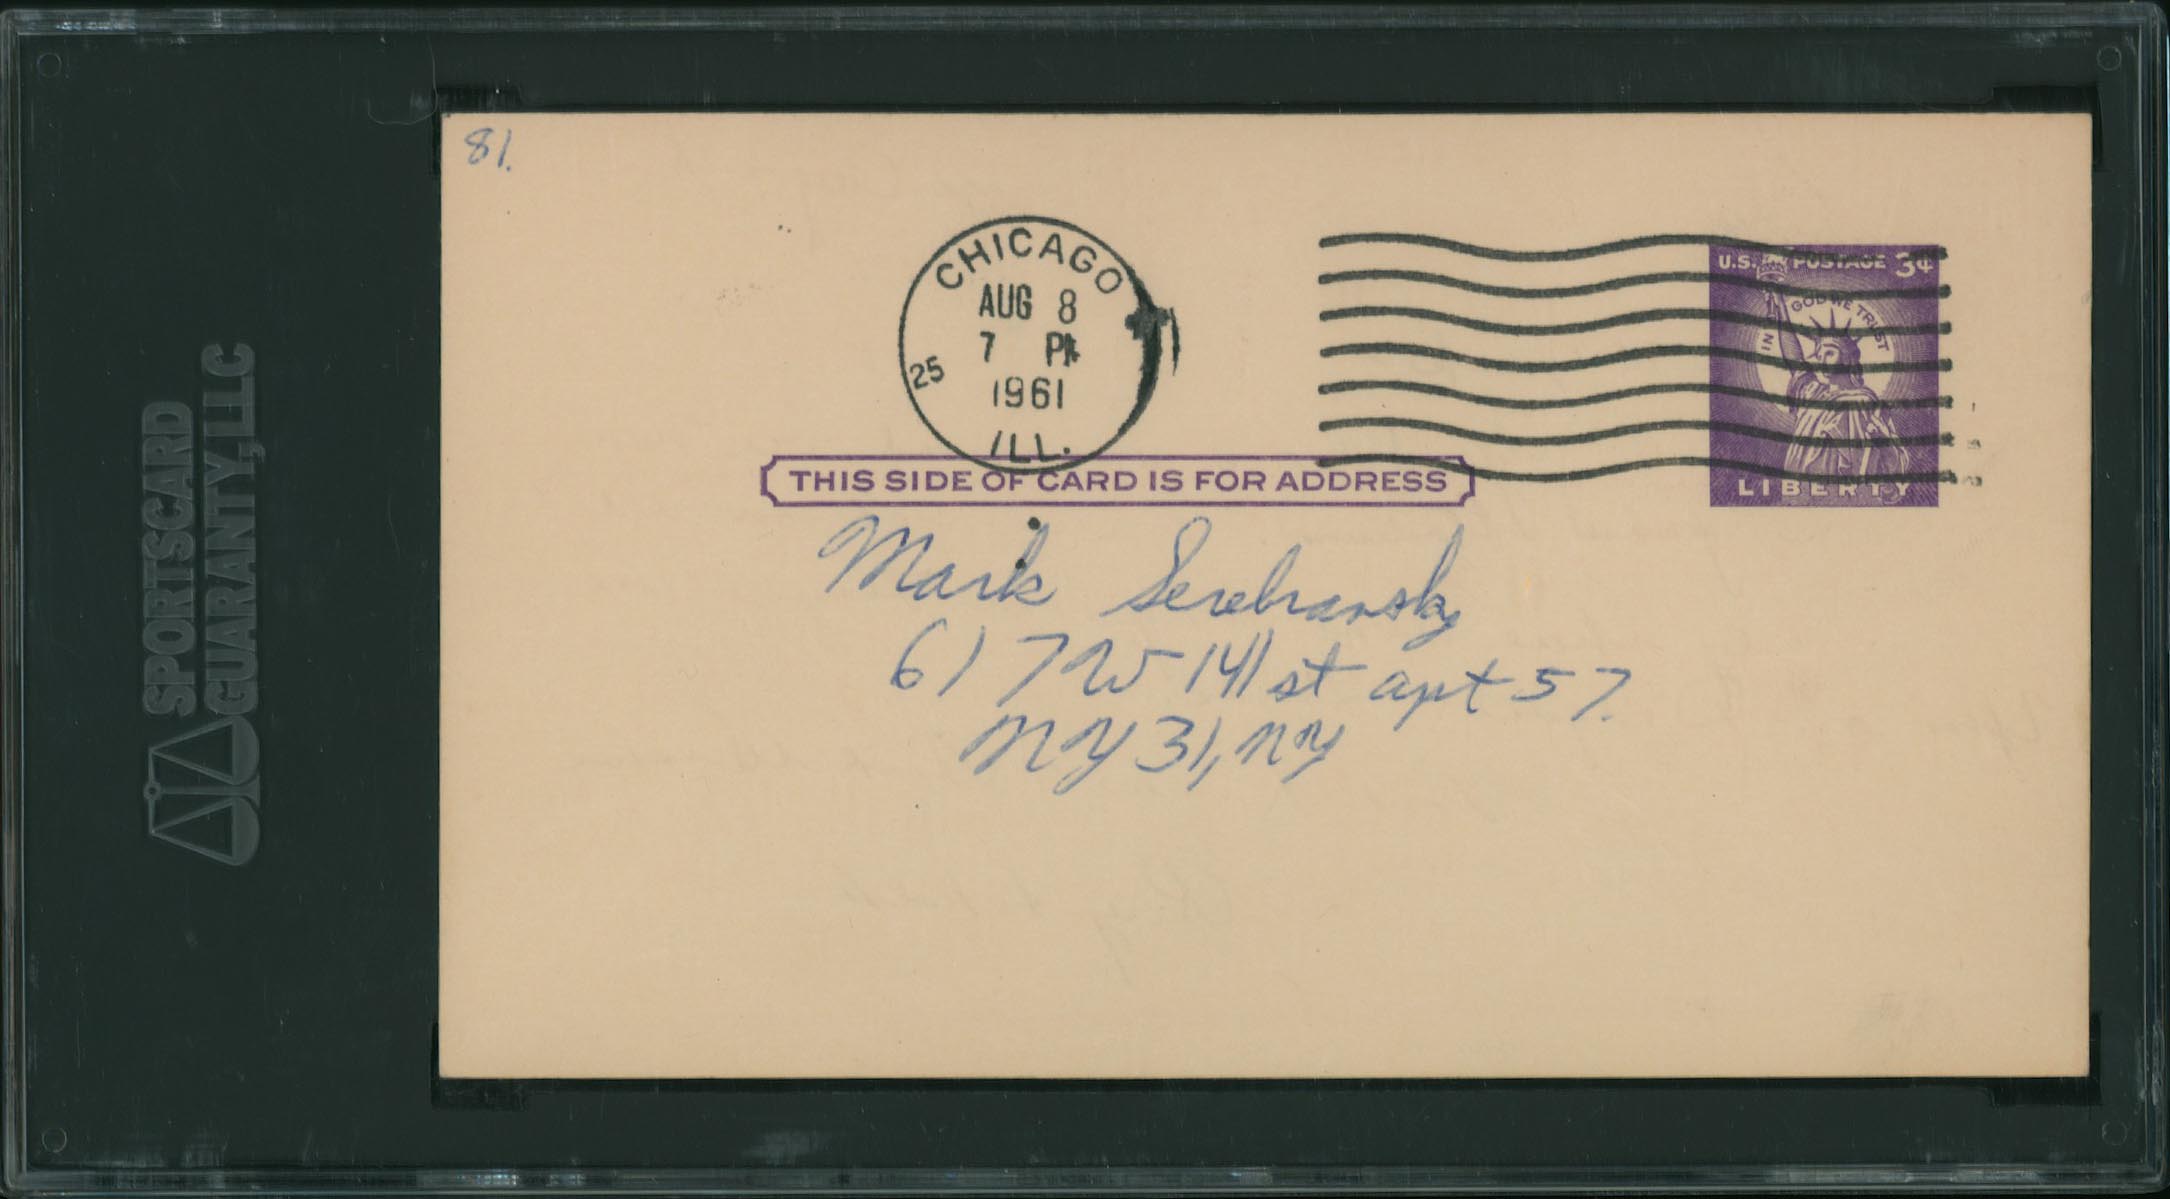 SPORTSCARD
GUARANTY, LLC
81.
CHICAGO
AUG 8
7 PM
1961
25
ILL.
U.S. POSTAGE 3¢
IN GOD WE TRUST
LIBERTY
THIS SIDE OF CARD IS FOR ADDRESS
Mark Serebransky
617 W 141 st apt 57.
NY 31, NY